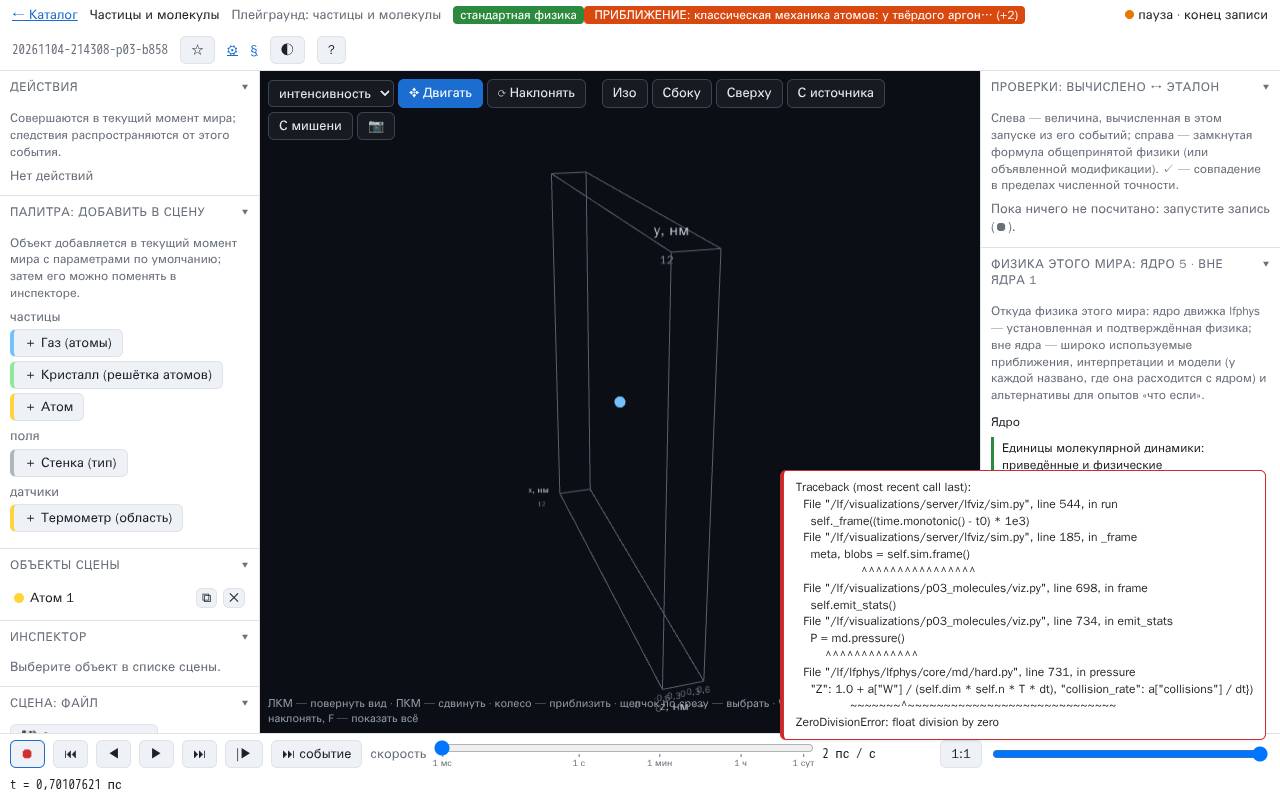 ← Каталог
Частицы и молекулы
Плейграунд: частицы и молекулы
стандартная физика
ПРИБЛИЖЕНИЕ: классическая механика атомов: у твёрдого аргон··· (+2)
пауза · конец записи
20261104-214308-p03-b858
☆
§
?
ДЕЙСТВИЯ
Совершаются в текущий момент мира;
следствия распространяются от этого
события.
Нет действий
ПАЛИТРА: ДОБАВИТЬ В СЦЕНУ
Объект добавляется в текущий момент
мира с параметрами по умолчанию;
затем его можно поменять в
инспекторе.
частицы
+ Газ (атомы)
+ Кристалл (решётка атомов)
+ Атом
поля
+ Стенка (тип)
датчики
+ Термометр (область)
ОБЪЕКТЫ СЦЕНЫ
Атом 1
ИНСПЕКТОР
Выберите объект в списке сцены.
СЦЕНА: ФАЙЛ
интенсивность
✥ Двигать
⟳ Наклонять
Изо
Сбоку
Сверху
С источника
С мишени
y, нм
12
x, нм
12
z, нм
ЛКМ — повернуть вид · ПКМ — сдвинуть · колесо — приблизить · щелчок по срезу — выбрать ·
наклонять, F — показать всё
ПРОВЕРКИ: ВЫЧИСЛЕНО ↔ ЭТАЛОН
Слева — величина, вычисленная в этом
запуске из его событий; справа — замкнутая
формула общепринятой физики (или
объявленной модификации). ✓ — совпадение
в пределах численной точности.
Пока ничего не посчитано: запустите запись
(⏺).
ФИЗИКА ЭТОГО МИРА: ЯДРО 5 · ВНЕ
ЯДРА 1
Откуда физика этого мира: ядро движка lfphys
— установленная и подтверждённая физика;
вне ядра — широко используемые
приближения, интерпретации и модели (у
каждой названо, где она расходится с ядром) и
альтернативы для опытов «что если».
Ядро
Единицы молекулярной динамики:
приведённые и физические
Traceback (most recent call last):
File "/lf/visualizations/server/lfviz/sim.py", line 544, in run
self._frame((time.monotonic() - t0) * 1e3)
File "/lf/visualizations/server/lfviz/sim.py", line 185, in _frame
meta, blobs = self.sim.frame()
^^^^^^^^^^^^^^^^
File "/lf/visualizations/p03_molecules/viz.py", line 698, in frame
self.emit_stats()
File "/lf/visualizations/p03_molecules/viz.py", line 734, in emit_stats
P = md.pressure()
^^^^^^^^^^^^^
File "/lf/lfphys/lfphys/core/md/hard.py", line 731, in pressure
"Z": 1.0 + a["W"] / (self.dim * self.n * T * dt), "collision_rate": a["collisions"] / dt})
~~~~~~~^~~~~~~~~~~~~~~~~~~~~~~~~~~~~
ZeroDivisionError: float division by zero
⏭ событие
скорость
1 мс
1 с
1 мин
1 ч
1 сут
2 пс / с
1:1
t = 0,70107621 пс